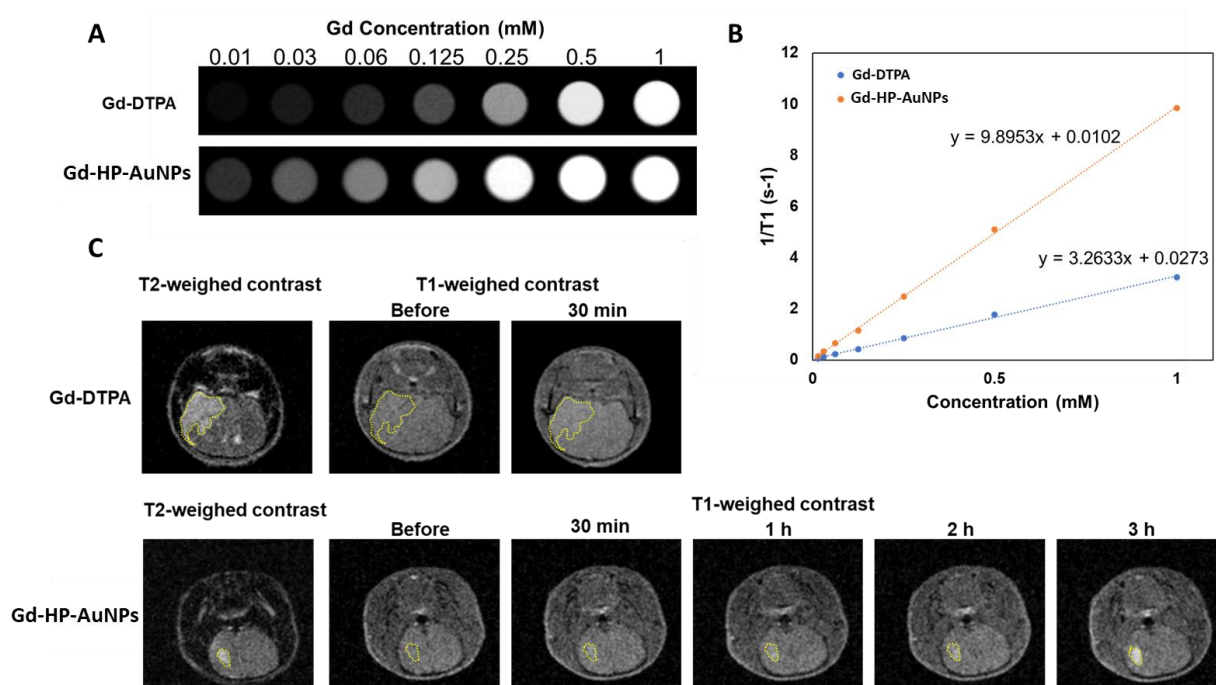 A
Gd Concentration (mM)
0.01 0.03 0.06 0.125 0.25 0.5 1
Gd-DTPA
Gd-HP-AuNPs
B
12
10
8
6
4
2
0
1/T1 (s-1)
Gd-DTPA
Gd-HP-AuNPs
y = 9.8953x + 0.0102
y = 3.2633x + 0.0273
0 0.5 1
Concentration (mM)
C
T2-weighed contrast T1-weighed contrast
Before 30 min
Gd-DTPA
T2-weighed contrast T1-weighed contrast
Before 30 min 1 h 2 h 3 h
Gd-HP-AuNPs